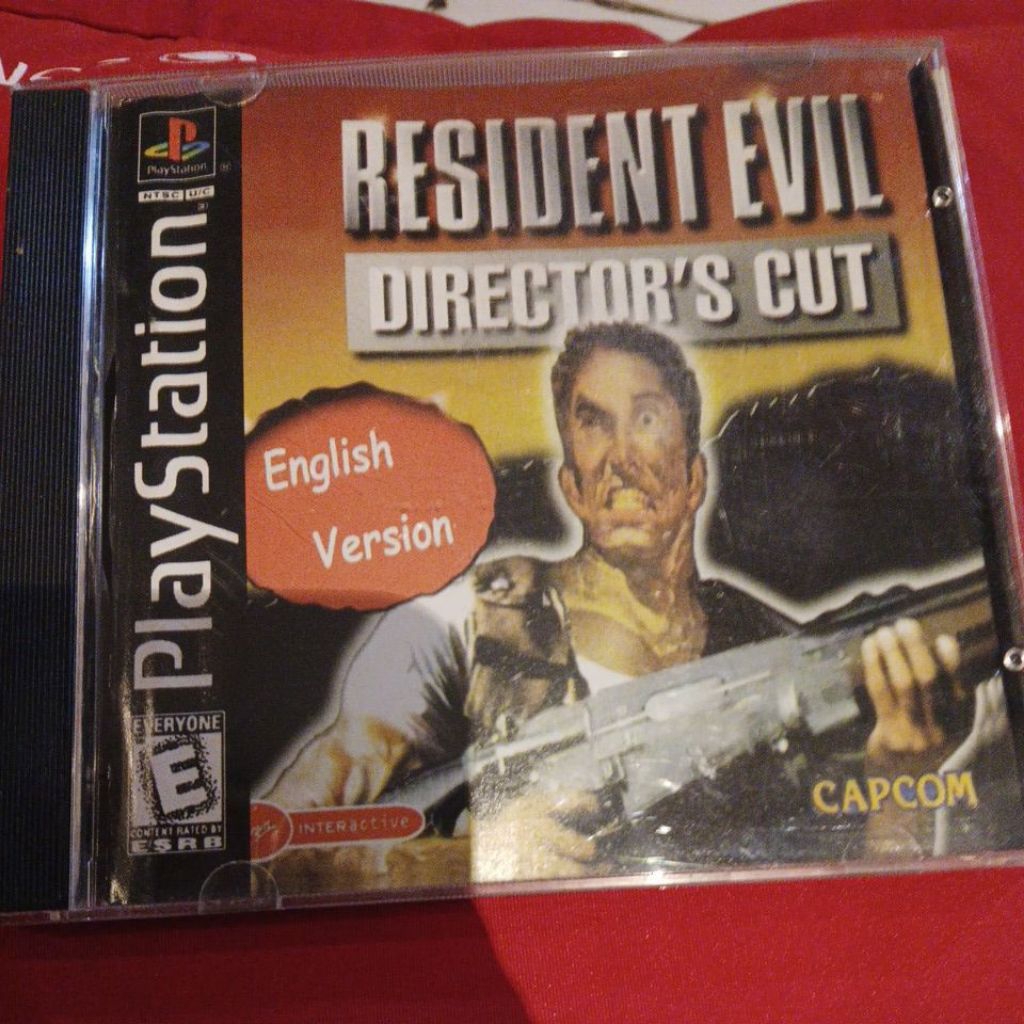 PlayStation
NTSC U/C
PlayStation
EVERYONE
E
CONTENT RATED BY
ESRB
RESIDENT EVIL
DIRECTOR'S CUT
English
Version
INTERactive
CAPCOM